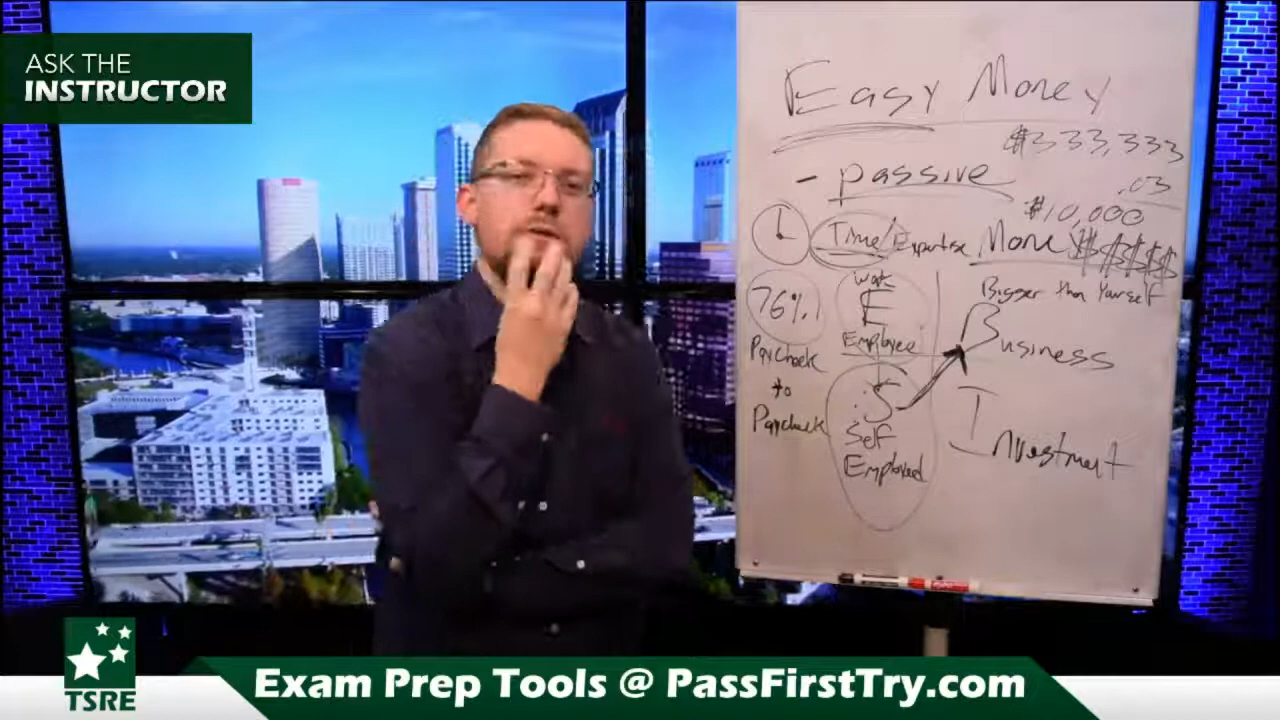 ASK THE
INSTRUCTOR
Easy Money
$333,333
.03
$10,000
- passive
Time/Expertise
Money $$$$$
Work
E
Employee
76%
Paycheck
to
Paycheck
S
Self
Employed
Bigger than Yourself
Business
Investment
TSRE
Exam Prep Tools @ PassFirstTry.com